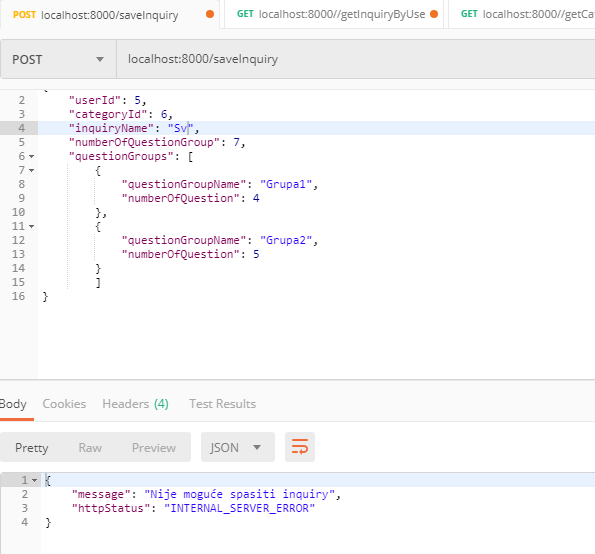 POST localhost:8000/saveInquiry GET localhost:8000//getInquiryByUse GET localhost:8000//getCa
POST localhost:8000/saveInquiry
{
2 "userId": 5,
3 "categoryId": 6,
4 "inquiryName": "Sv",
5 "numberOfQuestionGroup": 7,
6 "questionGroups": [
7 {
8 "questionGroupName": "Grupa1",
9 "numberOfQuestion": 4
10 },
11 {
12 "questionGroupName": "Grupa2",
13 "numberOfQuestion": 5
14 }
15 ]
16 }
Body Cookies Headers (4) Test Results
Pretty Raw Preview JSON
1 {
2 "message": "Nije moguće spasiti inquiry",
3 "httpStatus": "INTERNAL_SERVER_ERROR"
4 }